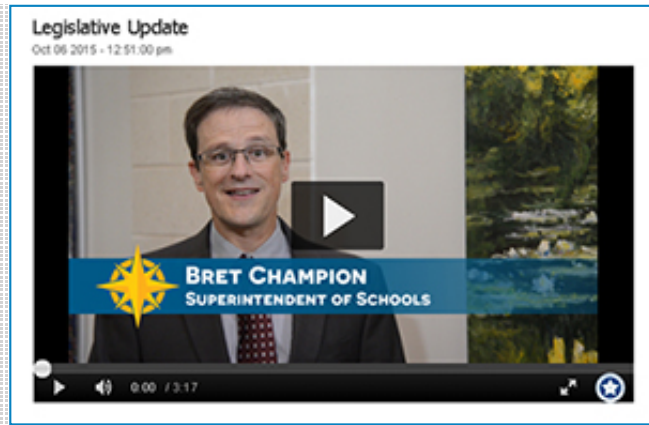 Legislative Update
Oct 06 2015 - 12:51:00 pm
BRET CHAMPION
SUPERINTENDENT OF SCHOOLS
0:00 / 3:17